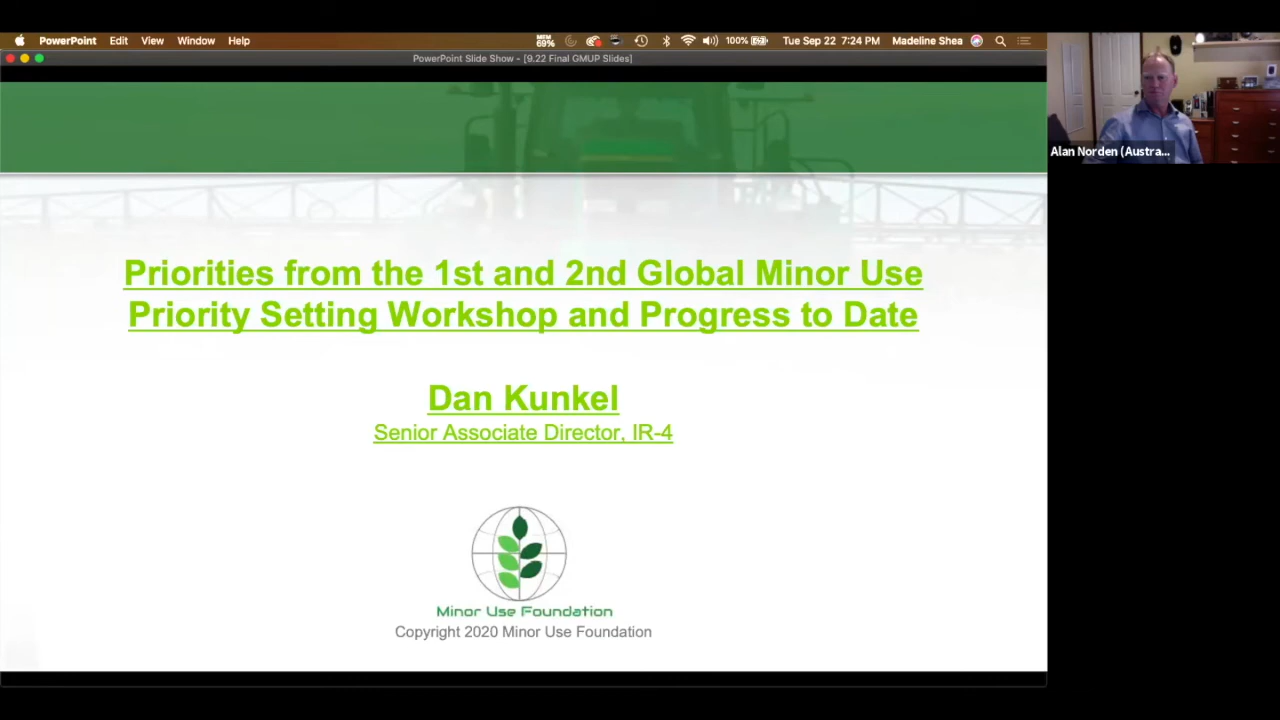 PowerPoint Edit View Window Help MEM 69% 100% Tue Sep 22 7:24 PM Madeline Shea
PowerPoint Slide Show - [9.22 Final GMUP Slides]
Alan Norden (Austra...
Priorities from the 1st and 2nd Global Minor Use
Priority Setting Workshop and Progress to Date
Dan Kunkel
Senior Associate Director, IR-4
Minor Use Foundation
Copyright 2020 Minor Use Foundation